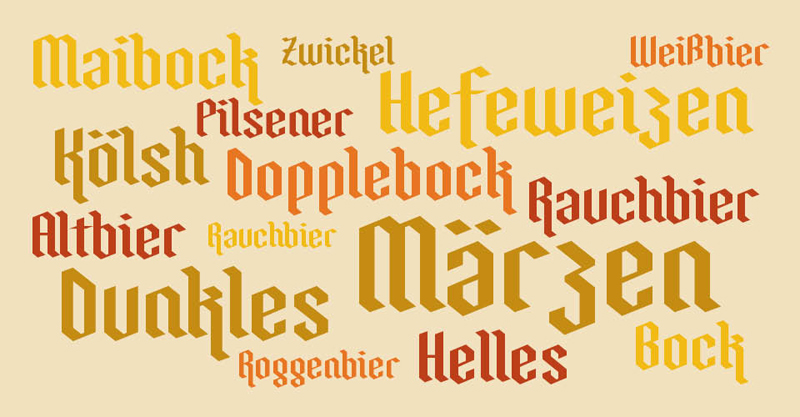 Maibock
Zwickel
Weißbier
Pilsener
Hefeweizen
Kölsh
Dopplebock
Rauchbier
Altbier
Rauchbier
Märzen
Dunkles
Roggenbier
Helles
Bock